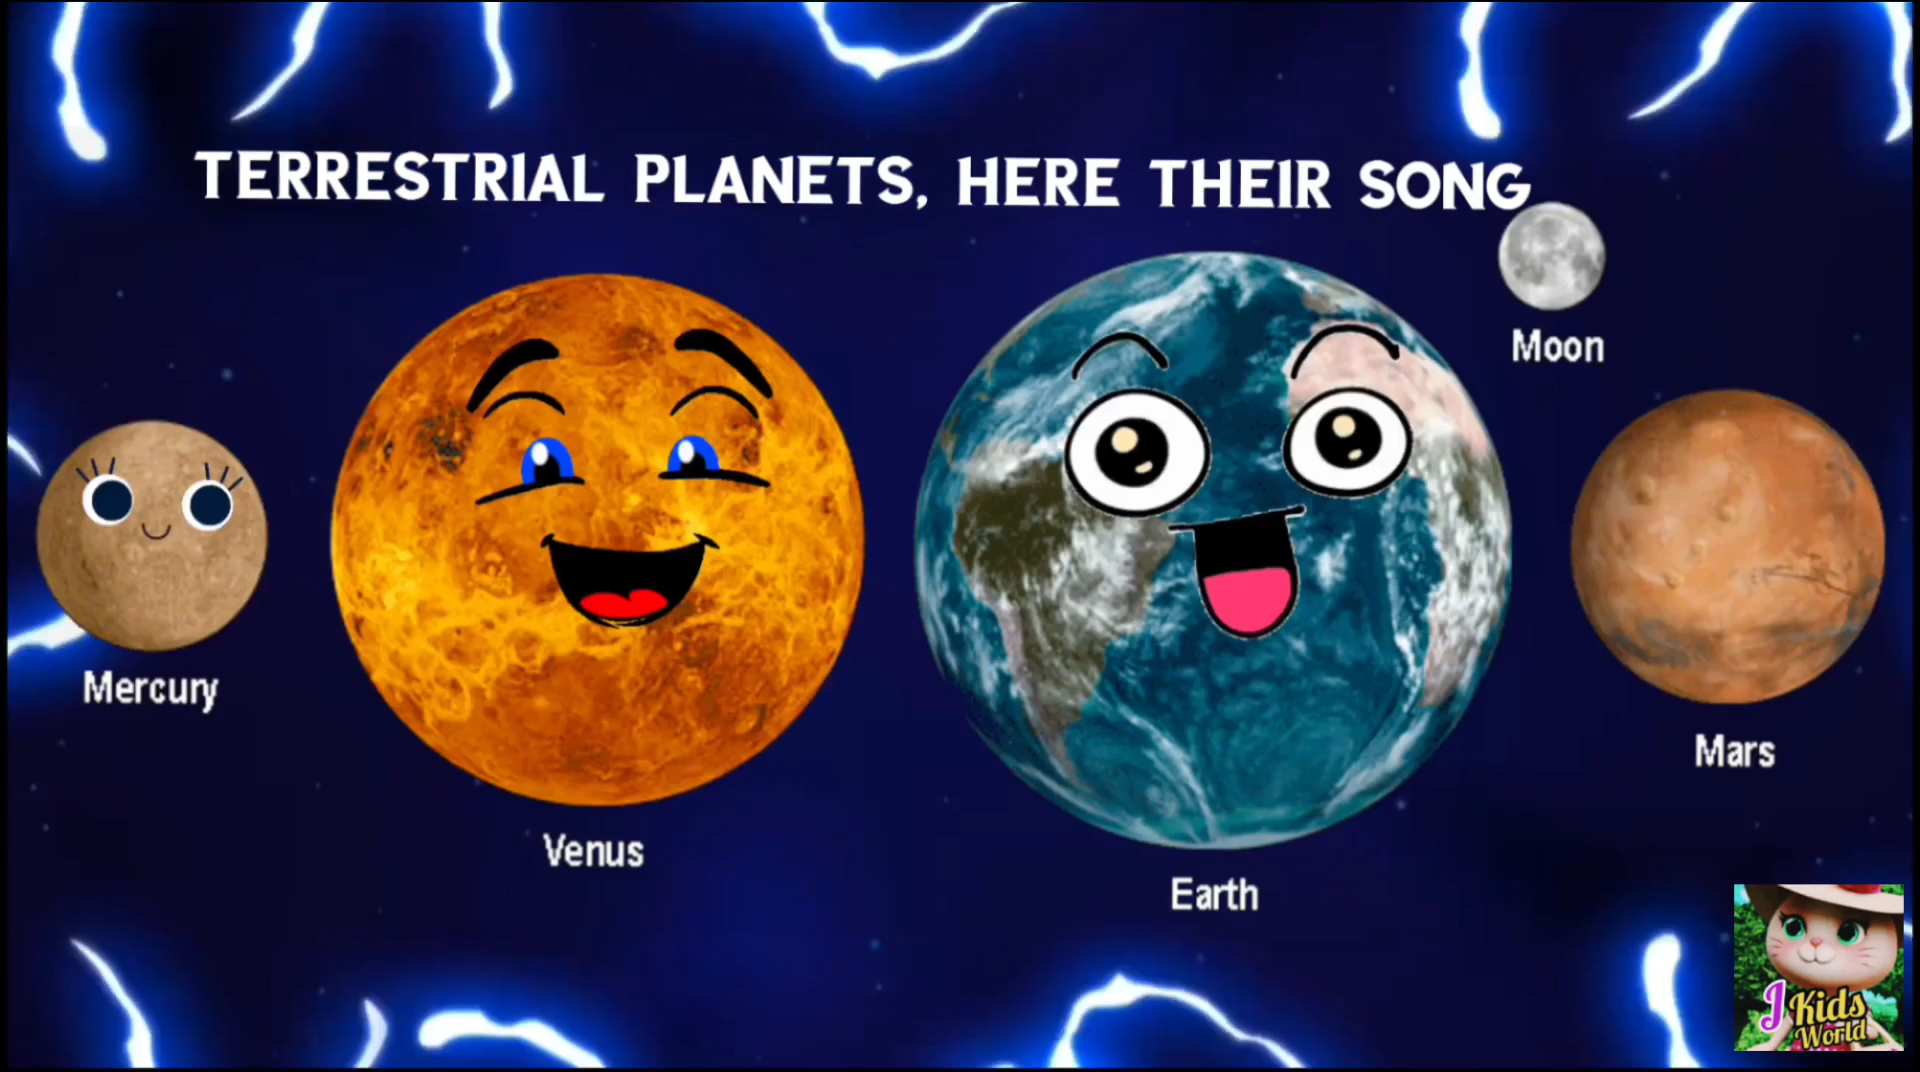 TERRESTRIAL PLANETS, HERE THEIR SONG
Moon
Mercury
Mars
Venus
Earth
J Kids
World